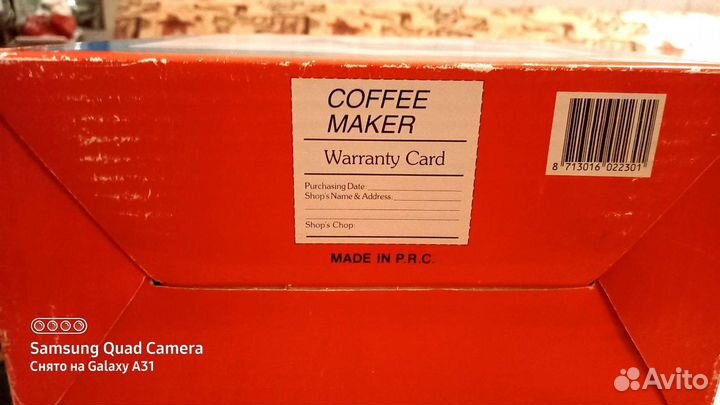 COFFEE
MAKER
Warranty Card
Purchasing Date:
Shop's Name & Address:
Shop's Chop:
MADE IN P.R.C.
8 713016 022301
Samsung Quad Camera
Снято на Galaxy A31
Avito